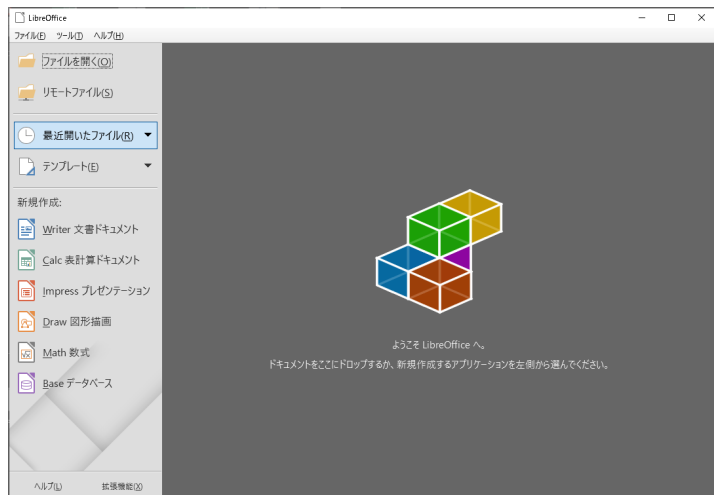 LibreOffice
ファイル(F) ツール(T) ヘルプ(H)
ファイルを開く(O)
リモートファイル(S)
最近開いたファイル(R)
テンプレート(E)
新規作成:
Writer 文書ドキュメント
Calc 表計算ドキュメント
Impress プレゼンテーション
Draw 図形描画
Math 数式
Base データベース
ヘルプ(L) 拡張機能(X)
ようこそ LibreOffice へ。
ドキュメントをここにドロップするか、新規作成するアプリケーションを左側から選んでください。